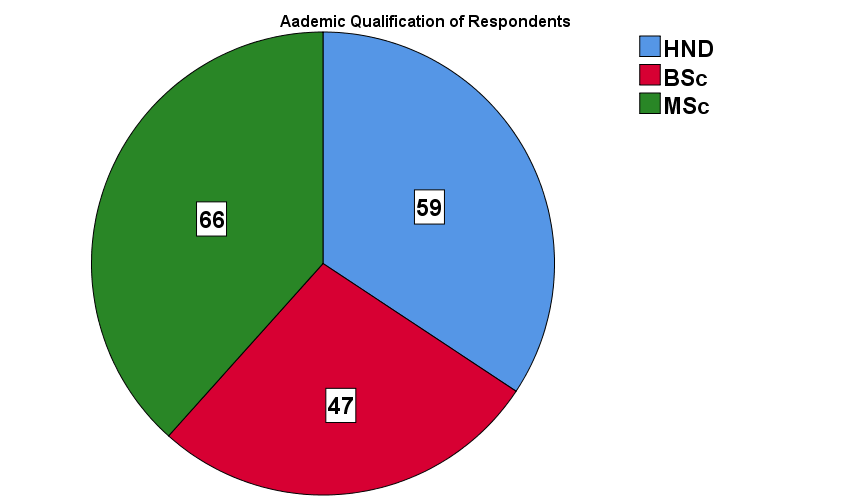 Aademic Qualification of Respondents
HND
BSc
MSc
59
66
47